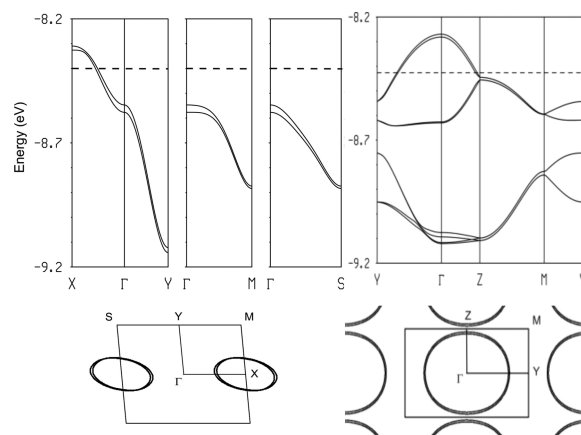 -8.2
-8.7
-9.2
Energy (eV)
X Γ Y
Γ M
Γ S
-8.2
-8.7
-9.2
Y Γ Z M
S Y M
Γ X
Z M
Γ Y